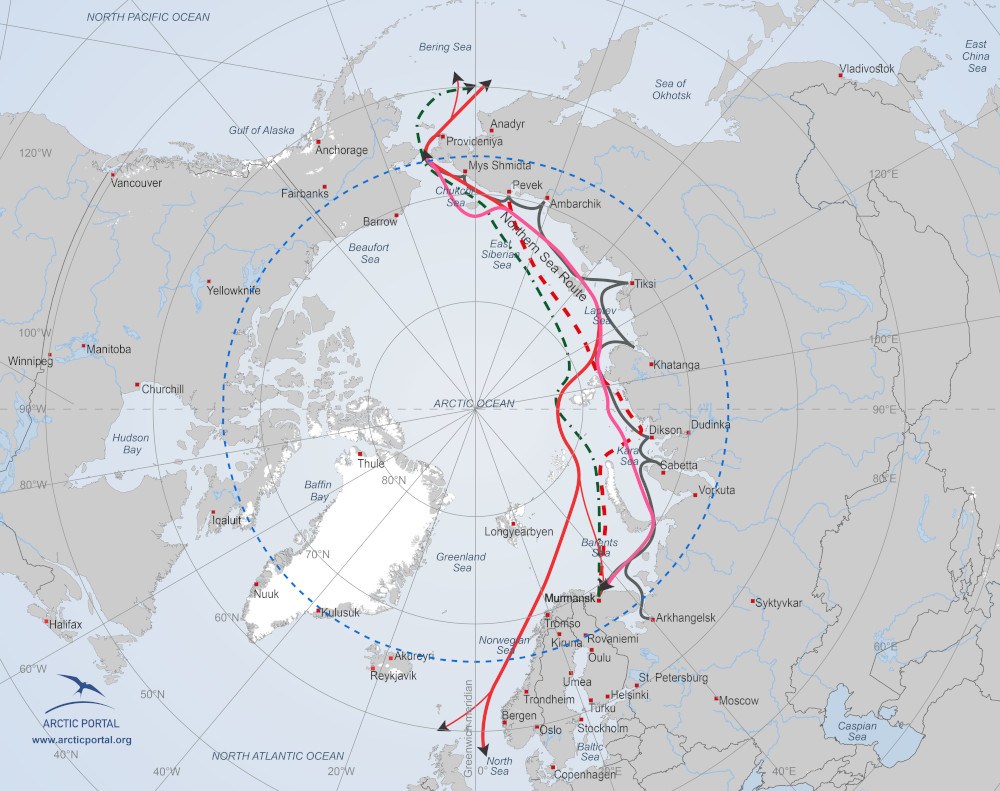 NORTH PACIFIC OCEAN
Bering Sea
East
China
Sea
Vladivostok
Sea of
Okhotsk
Gulf of Alaska
Anadyr
Provideniya
Anchorage
120°W
Mys Shmidta
120°E
Vancouver
Fairbanks
Chukchi
Sea
Pevek
Ambarchik
Barrow
Northern Sea Route
Beaufort
Sea
East
Siberian
Sea
Yellowknife
Tiksi
Laptev
Sea
100°W
100°E
Manitoba
Winnipeg
Khatanga
Churchill
ARCTIC OCEAN
90°W
90°E
Dudinka
Dikson
Hudson
Bay
Kara
Sea
Thule
Sabetta
80°W
80°N
Baffin
Bay
Vorkuta
Iqaluit
Longyearbyen
Barents
Sea
70°N
Greenland
Sea
Nuuk
Murmansk
Syktyvkar
Kulusuk
60°N
Halifax
Tromso
Arkhangelsk
Kiruna
Rovaniemi
Norwegian
Sea
60°E
Akureyri
Oulu
60°W
Reykjavik
Umea
St. Petersburg
50°N
Trondheim
Helsinki
Moscow
Turku
Greenwich meridian
Bergen
ARCTIC PORTAL
Oslo
Stockholm
Caspian
Sea
www.arcticportal.org
Baltic
Sea
40°N
NORTH ATLANTIC OCEAN
North
Sea
40°W
20°W
0°
Copenhagen
20°E
40°E